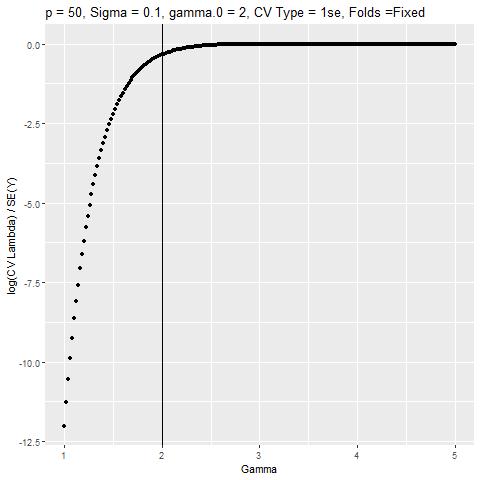 p = 50, Sigma = 0.1, gamma.0 = 2, CV Type = 1se, Folds =Fixed
0.0
-2.5
-5.0
-7.5
-10.0
-12.5
log(CV Lambda) / SE(Y)
1 2 3 4 5
Gamma